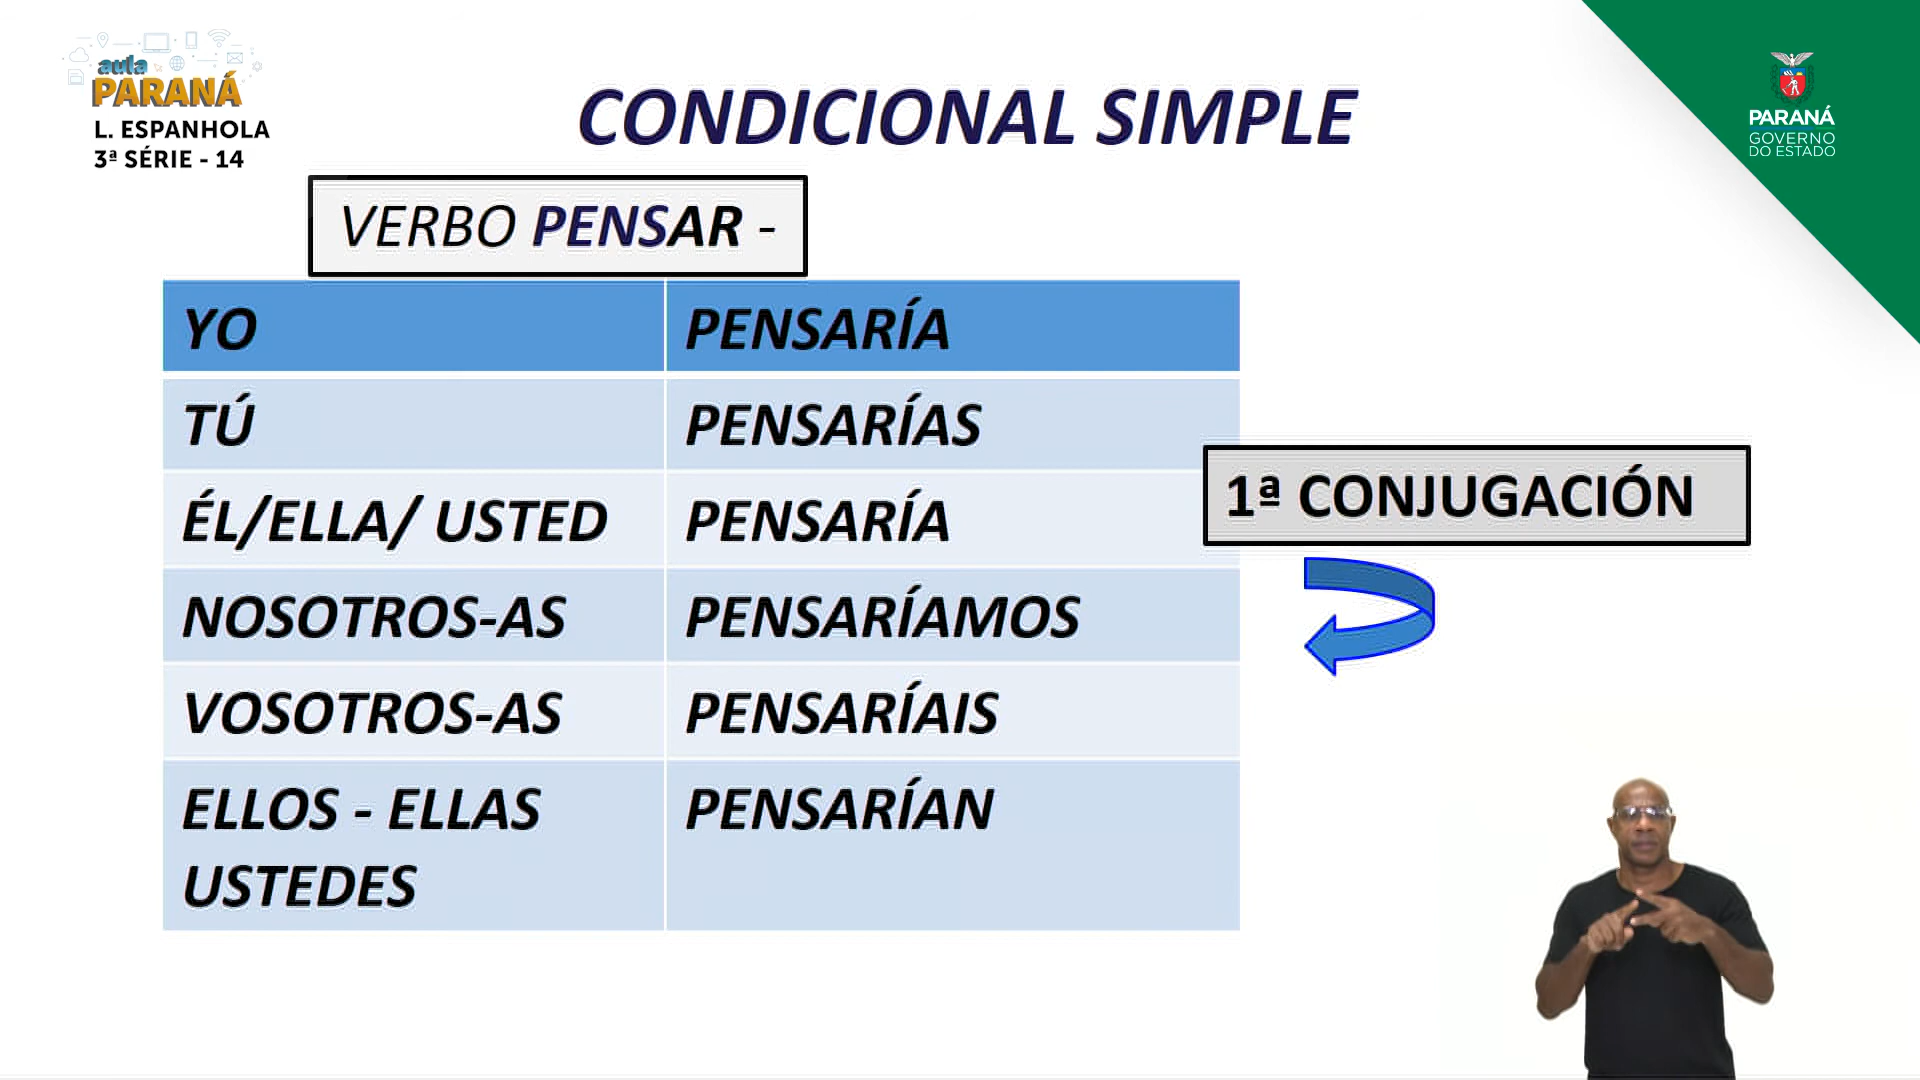 aula
PARANÁ
L. ESPANHOLA
3ª SÉRIE - 14
CONDICIONAL SIMPLE
PARANÁ
GOVERNO
DO ESTADO
VERBO PENSAR -
YO PENSARÍA
TÚ PENSARÍAS
ÉL/ELLA/ USTED PENSARÍA
1ª CONJUGACIÓN
NOSOTROS-AS PENSARÍAMOS
VOSOTROS-AS PENSARÍAIS
ELLOS - ELLAS PENSARÍAN
USTEDES